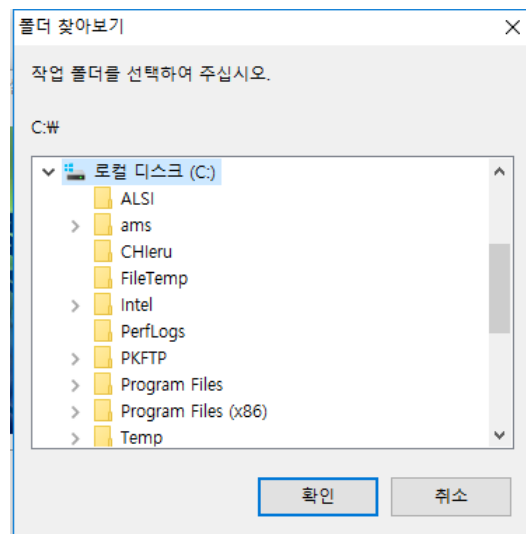 폴더 찾아보기
작업 폴더를 선택하여 주십시오.
C:₩
로컬 디스크 (C:)
ALSI
ams
CHIeru
FileTemp
Intel
PerfLogs
PKFTP
Program Files
Program Files (x86)
Temp
확인
취소